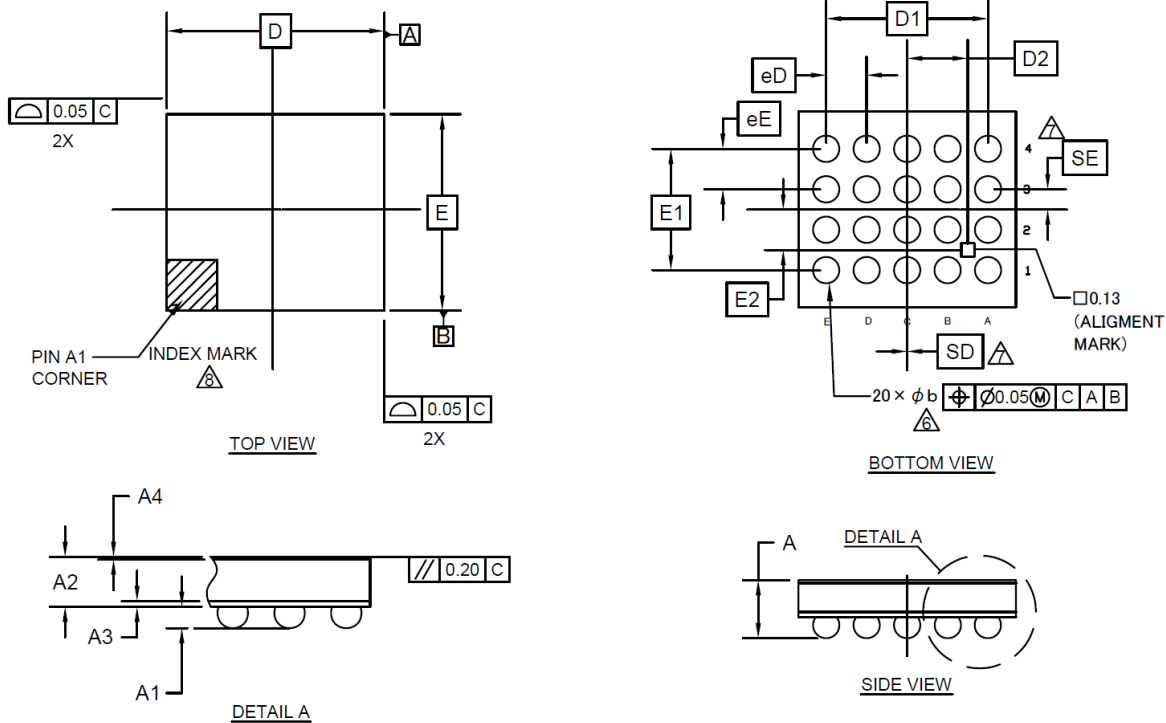 D
A
⌓ 0.05 C
2X
E
B
PIN A1
CORNER
INDEX MARK
8
⌓ 0.05 C
2X
TOP VIEW
D1
D2
eD
eE
7
SE
4
3
2
1
E1
E2
E D C B A
□0.13
(ALIGMENT
MARK)
SD
7
20 × ϕb ⌖ Ø0.05Ⓜ C A B
6
BOTTOM VIEW
A4
A2
A3
A1
// 0.20 C
DETAIL A
A
DETAIL A
SIDE VIEW